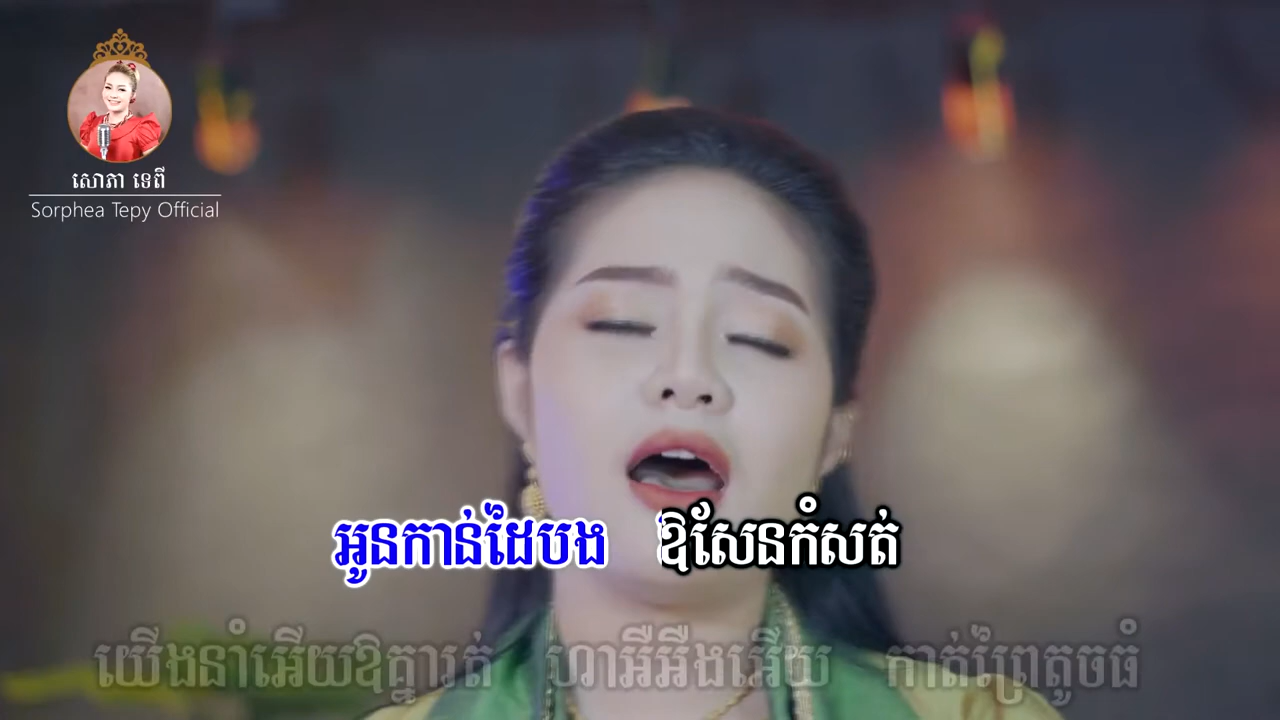 សោភា ទេពី
Sorphea Tepy Official
អូនកាន់ដៃបង ឱសែនកំសត់
យើងនាំអើយឱគ្នារត់ ហាអឺអឺងអើយ កាត់ព្រៃតូចធំ